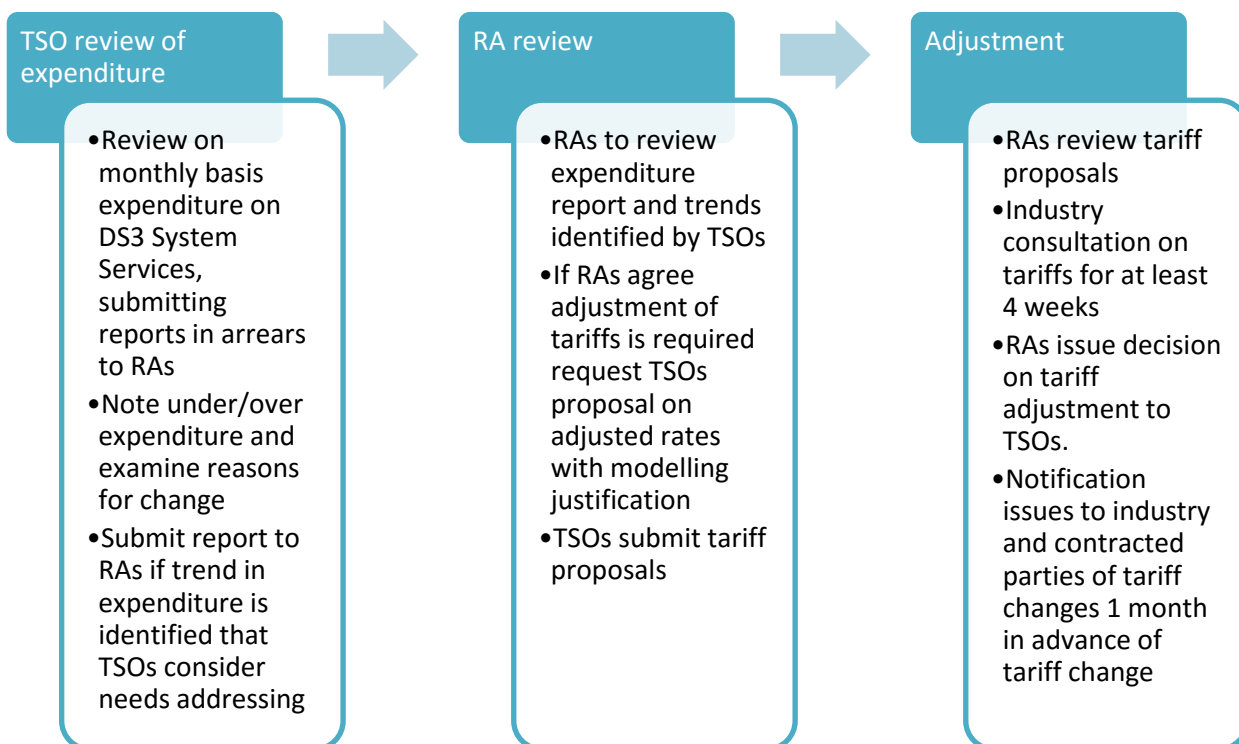 TSO review of
expenditure
•Review on
monthly basis
expenditure on
DS3 System
Services,
submitting
reports in arrears
to RAs
•Note under/over
expenditure and
examine reasons
for change
•Submit report to
RAs if trend in
expenditure is
identified that
TSOs consider
needs addressing
RA review
•RAs to review
expenditure
report and trends
identified by TSOs
•If RAs agree
adjustment of
tariffs is required
request TSOs
proposal on
adjusted rates
with modelling
justification
•TSOs submit tariff
proposals
Adjustment
•RAs review tariff
proposals
•Industry
consultation on
tariffs for at least
4 weeks
•RAs issue decision
on tariff
adjustment to
TSOs.
•Notification
issues to industry
and contracted
parties of tariff
changes 1 month
in advance of
tariff change